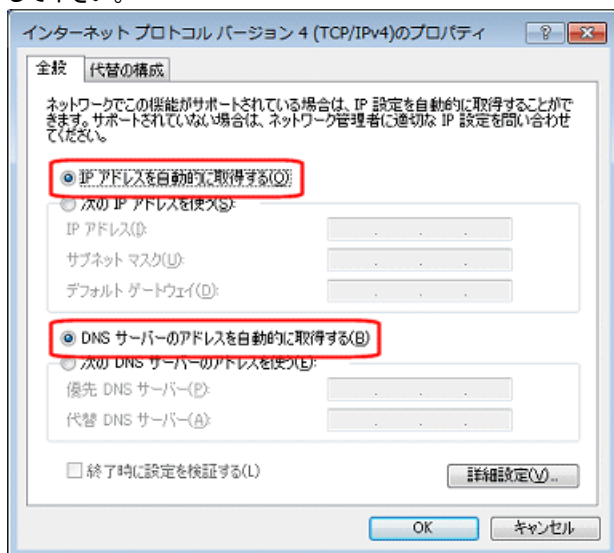 して下さい。
インターネット プロトコル バージョン 4 (TCP/IPv4)のプロパティ
全般 代替の構成
ネットワークでこの機能がサポートされている場合は、IP 設定を自動的に取得することがで
きます。サポートされていない場合は、ネットワーク管理者に適切な IP 設定を問い合わせ
てください。
IP アドレスを自動的に取得する(O)
次の IP アドレスを使う(S):
IP アドレス(I):
サブネット マスク(U):
デフォルト ゲートウェイ(D):
DNS サーバーのアドレスを自動的に取得する(B)
次の DNS サーバーのアドレスを使う(E):
優先 DNS サーバー(P):
代替 DNS サーバー(A):
終了時に設定を検証する(L)
詳細設定(V)...
OK キャンセル